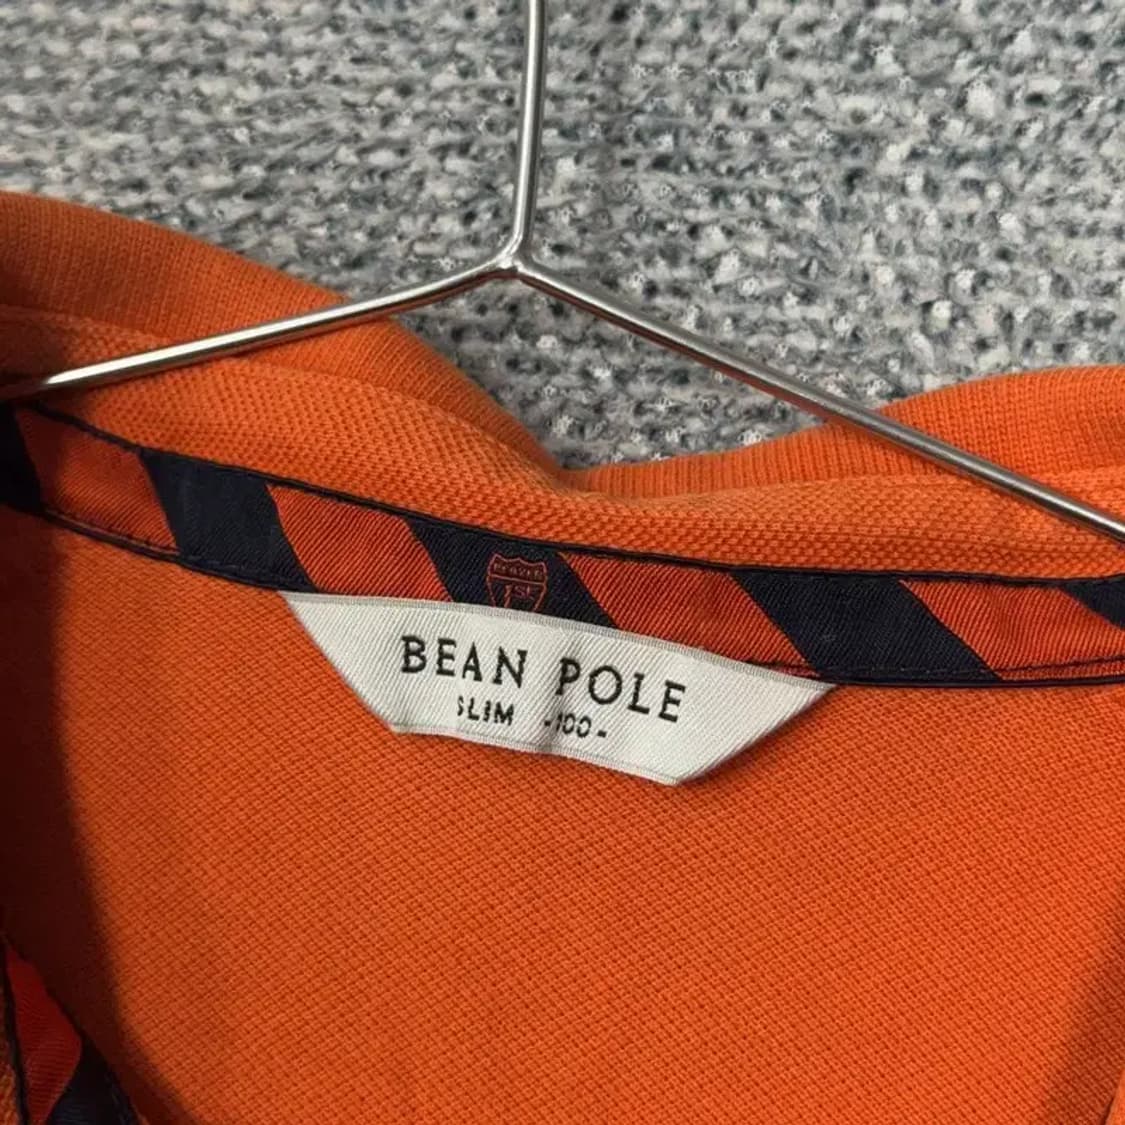 BEAN POLE
SLIM -100-